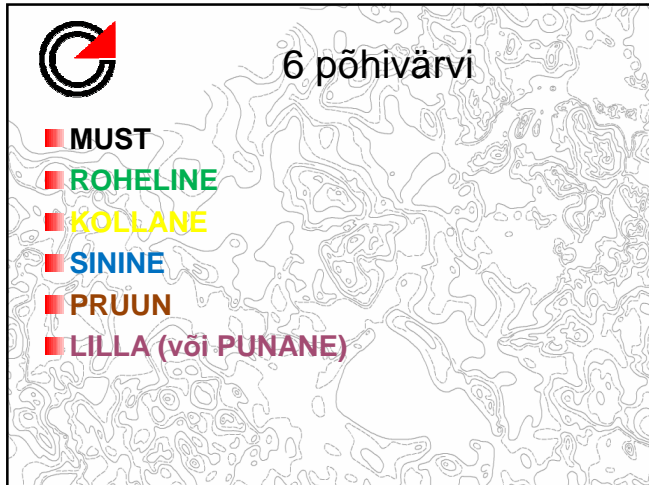 6 põhivärvi
MUST
ROHELINE
KOLLANE
SININE
PRUUN
LILLA (või PUNANE)